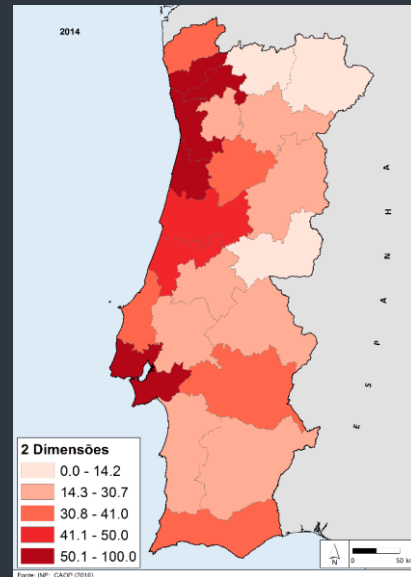 2014
ESPANHA
2 Dimensões
0.0 - 14.2
14.3 - 30.7
30.8 - 41.0
41.1 - 50.0
50.1 - 100.0
N
0
50 k
Fonte: INE; CAOP (2016)